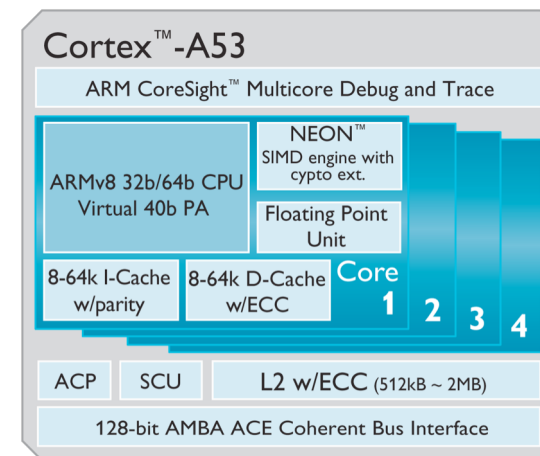 Cortex™-A53
ARM CoreSight™ Multicore Debug and Trace
ARMv8 32b/64b CPU
Virtual 40b PA
NEON™
SIMD engine with
cypto ext.
Floating Point
Unit
8-64k I-Cache
w/parity
8-64k D-Cache
w/ECC
Core
1
2
3
4
ACP
SCU
L2 w/ECC (512kB ~ 2MB)
128-bit AMBA ACE Coherent Bus Interface